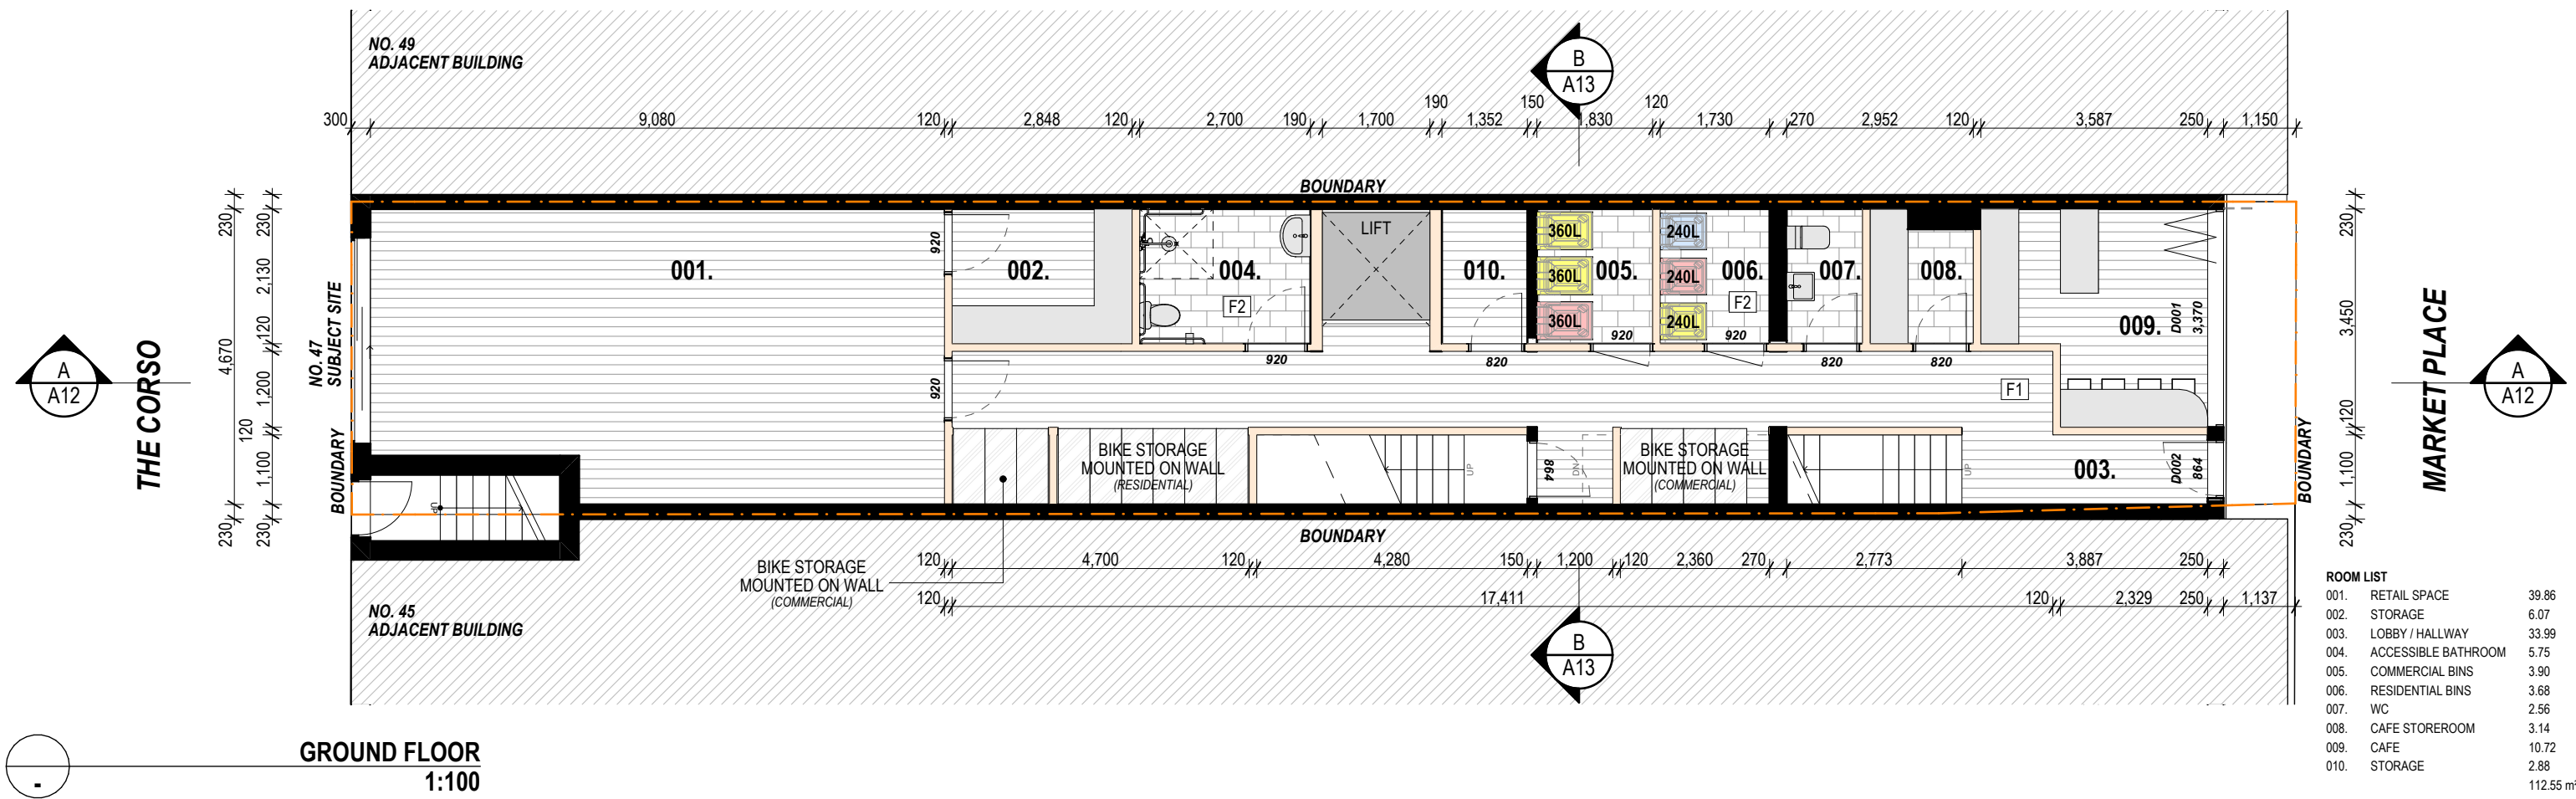 NO. 49
ADJACENT BUILDING
B
A13
190
150
120
300
9,080
120
2,848
120
2,700
190
1,700
1,352
1,830
1,730
270
2,952
120
3,587
250
1,150
BOUNDARY
230
230
2,130
120
4,670
1,200
120
1,100
230
230
A
A12
THE CORSO
NO. 47
SUBJECT SITE
BOUNDARY
001.
920
002.
004.
F2
LIFT
010.
360L
360L
360L
005.
240L
240L
240L
006.
F2
007.
008.
009.
D001
3,370
920
920
820
920
920
820
820
F1
UP
BIKE STORAGE
MOUNTED ON WALL
(RESIDENTIAL)
UP
864
DN
BIKE STORAGE
MOUNTED ON WALL
(COMMERCIAL)
UP
003.
D002
864
230
3,450
120
1,100
230
MARKET PLACE
A
A12
BOUNDARY
BOUNDARY
BIKE STORAGE
MOUNTED ON WALL
(COMMERCIAL)
120
4,700
120
4,280
150
1,200
120
2,360
270
2,773
3,887
250
120
17,411
120
2,329
250
1,137
NO. 45
ADJACENT BUILDING
B
A13
ROOM LIST
001. RETAIL SPACE 39.86
002. STORAGE 6.07
003. LOBBY / HALLWAY 33.99
004. ACCESSIBLE BATHROOM 5.75
005. COMMERCIAL BINS 3.90
006. RESIDENTIAL BINS 3.68
007. WC 2.56
008. CAFE STOREROOM 3.14
009. CAFE 10.72
010. STORAGE 2.88
112.55 m²
-
GROUND FLOOR
1:100